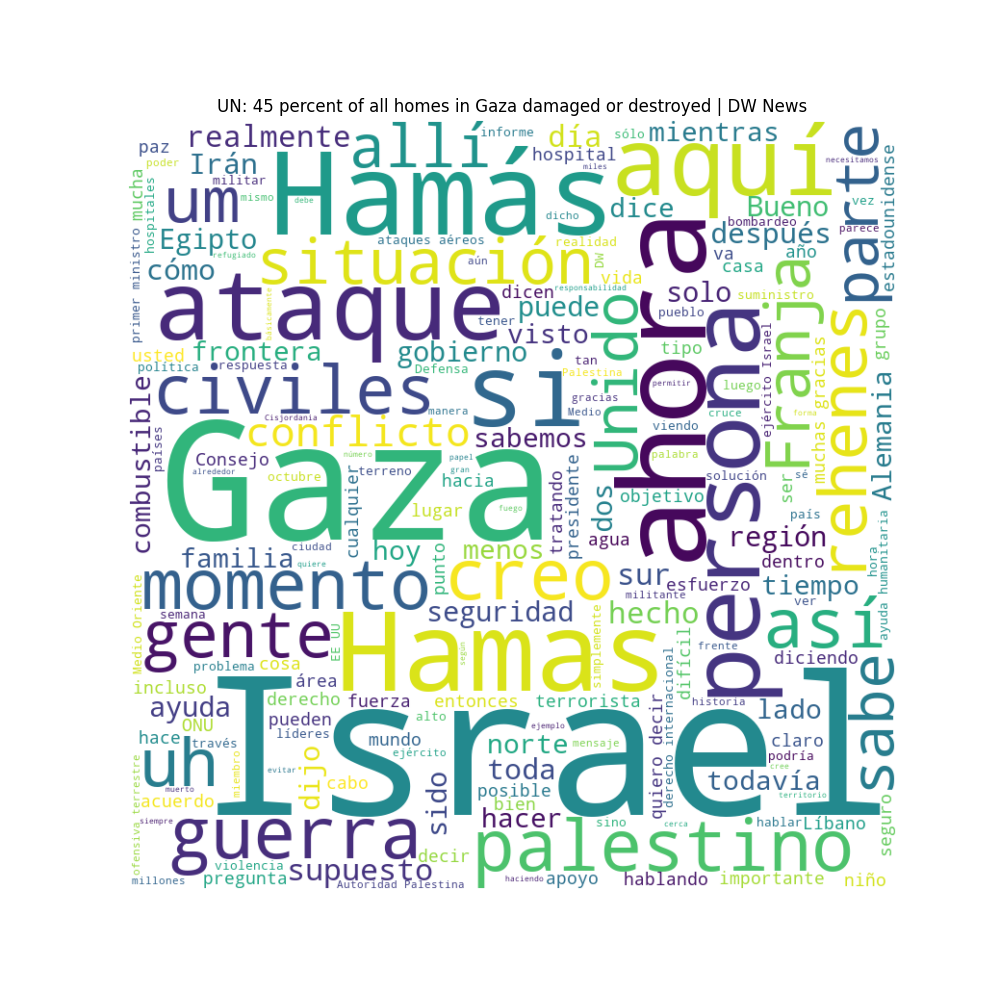 UN: 45 percent of all homes in Gaza damaged or destroyed | DW News
realmente
allí
informe
día
sólo
mientras
aquí
parte
paz
poder
Irán
Hamás
hospital
miles
necesitamos
mucha
hospitales
militar
um
mismo
debe
dicho
dice
Bueno
vez
estadounidense
Egipto
refugiado
ataques aéreos
realidad
DW
bombardeo
después
parece
primer ministro
cómo
situación
aún
vida
ahora
va
año
casa
básicamente
ataque
dicen
responsabilidad
puede
solo
suministro
tener
visto
Unido
pueblo
persona
Franja
rehenes
grupo
usted
frontera
gobierno
tan
tipo
política
respuesta
Defensa
Palestina
permitir
luego
ejército Israel
muchas gracias
Alemania
combustible
civiles
si
gracias
Medio
forma
Cisjordania
manera
cruce
conflicto
sabemos
viendo
palabra
países
Gaza
Consejo
número
papel
alrededor
terreno
gran
hacia
solución
sé
octubre
cualquier
fuego
lugar
tratando
presidente
dos
objetivo
ser
país
ciudad
agua
región
hora
ayuda humanitaria
familia
quiere
hoy
punto
menos
dentro
momento
creo
sur
esfuerzo
tiempo
Medio Oriente
militante
ver
semana
gente
EE UU
seguridad
simplemente
hecho
así
Hamas
según
difícil
frente
diciendo
problema
cosa
sabe
incluso
área
Israel
derecho
fuerza
entonces
terrorista
quiero decir
derecho internacional
historia
lado
ayuda
ONU
pueden
alto
ejemplo
líderes
hace
través
mundo
norte
mensaje
claro
uh
ejército
podría
miembro
evitar
dijo
cabo
toda
cree
todavía
ofensiva terrestre
muerto
posible
territorio
acuerdo
sido
bien
seguro
siempre
guerra
hacer
sino
cerca
hablar
Líbano
palestino
violencia
supuesto
decir
millones
pregunta
Autoridad Palestina
haciendo
apoyo
hablando
importante
niño